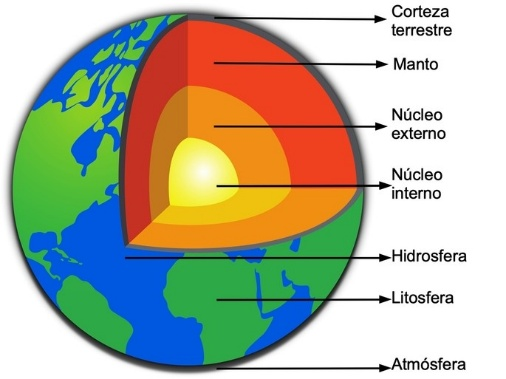 Corteza
terrestre
Manto
Núcleo
externo
Núcleo
interno
Hidrosfera
Litosfera
Atmósfera